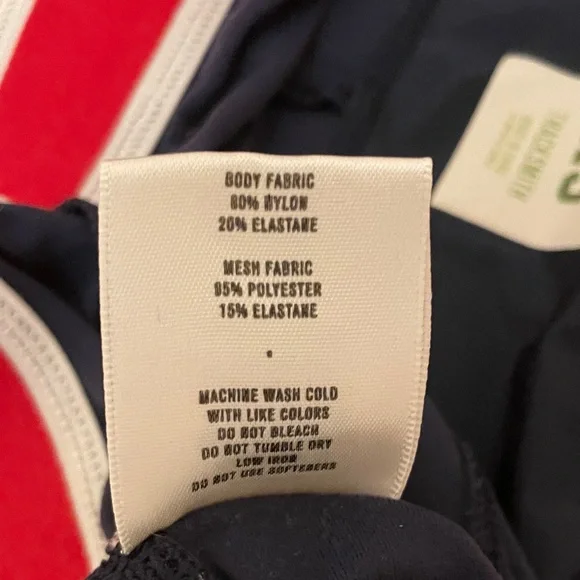 BODY FABRIC
80% NYLON
20% ELASTANE
MESH FABRIC
85% POLYESTER
15% ELASTANE
MACHINE WASH COLD
WITH LIKE COLORS
DO NOT BLEACH
DO NOT TUMBLE DRY
LOW IRON
DO NOT USE SOFTENERS
TRACKSMITH